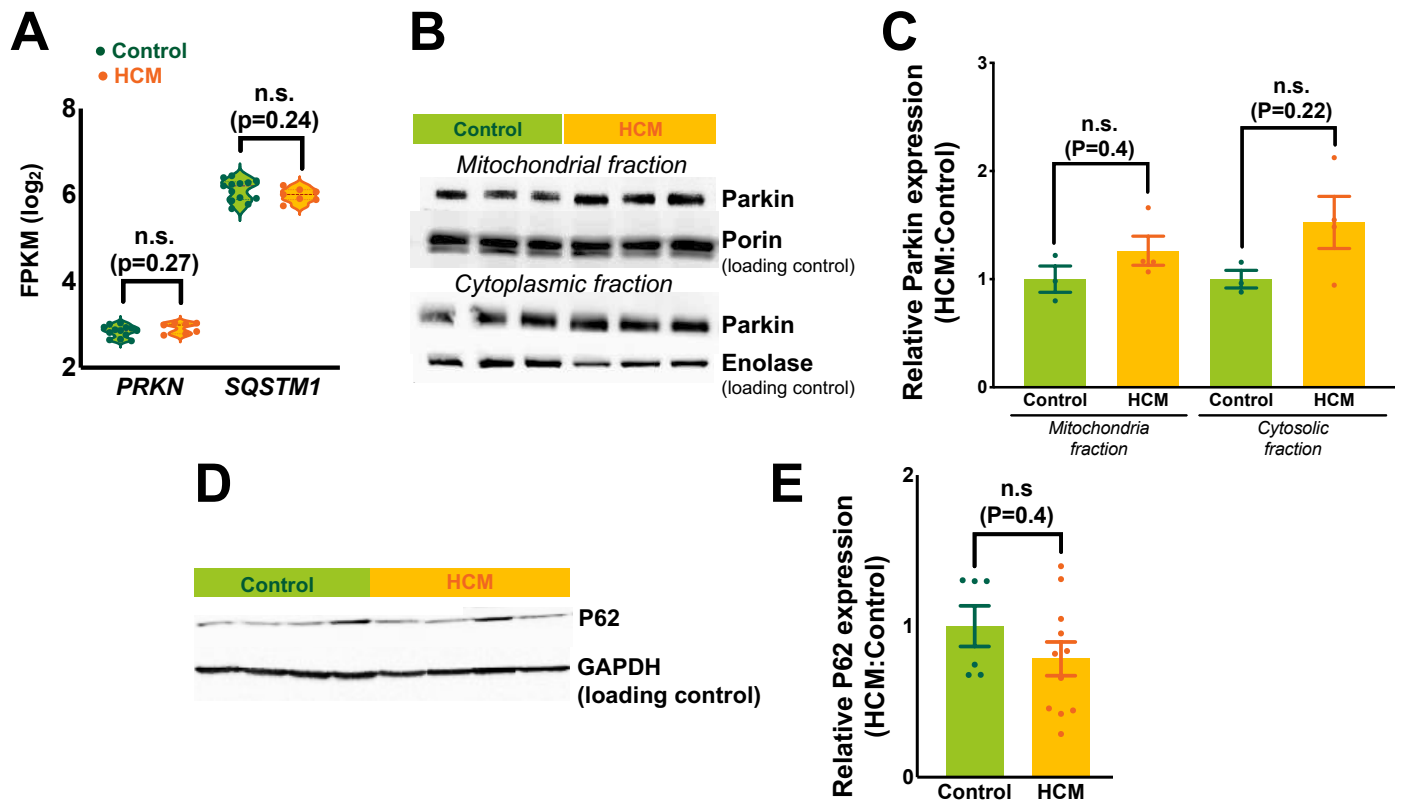 A
Control
HCM
FPKM (log2)
8
6
4
2
n.s.
(p=0.27)
n.s.
(p=0.24)
PRKN
SQSTM1
B
Control
HCM
Mitochondrial fraction
Parkin
Porin
(loading control)
Cytoplasmic fraction
Parkin
Enolase
(loading control)
C
Relative Parkin expression
(HCM:Control)
3
2
1
0
n.s.
(P=0.4)
n.s.
(P=0.22)
Control
HCM
Control
HCM
Mitochondria
fraction
Cytosolic
fraction
D
Control
HCM
P62
GAPDH
(loading control)
E
Relative P62 expression
(HCM:Control)
2
1
0
n.s
(P=0.4)
Control
HCM